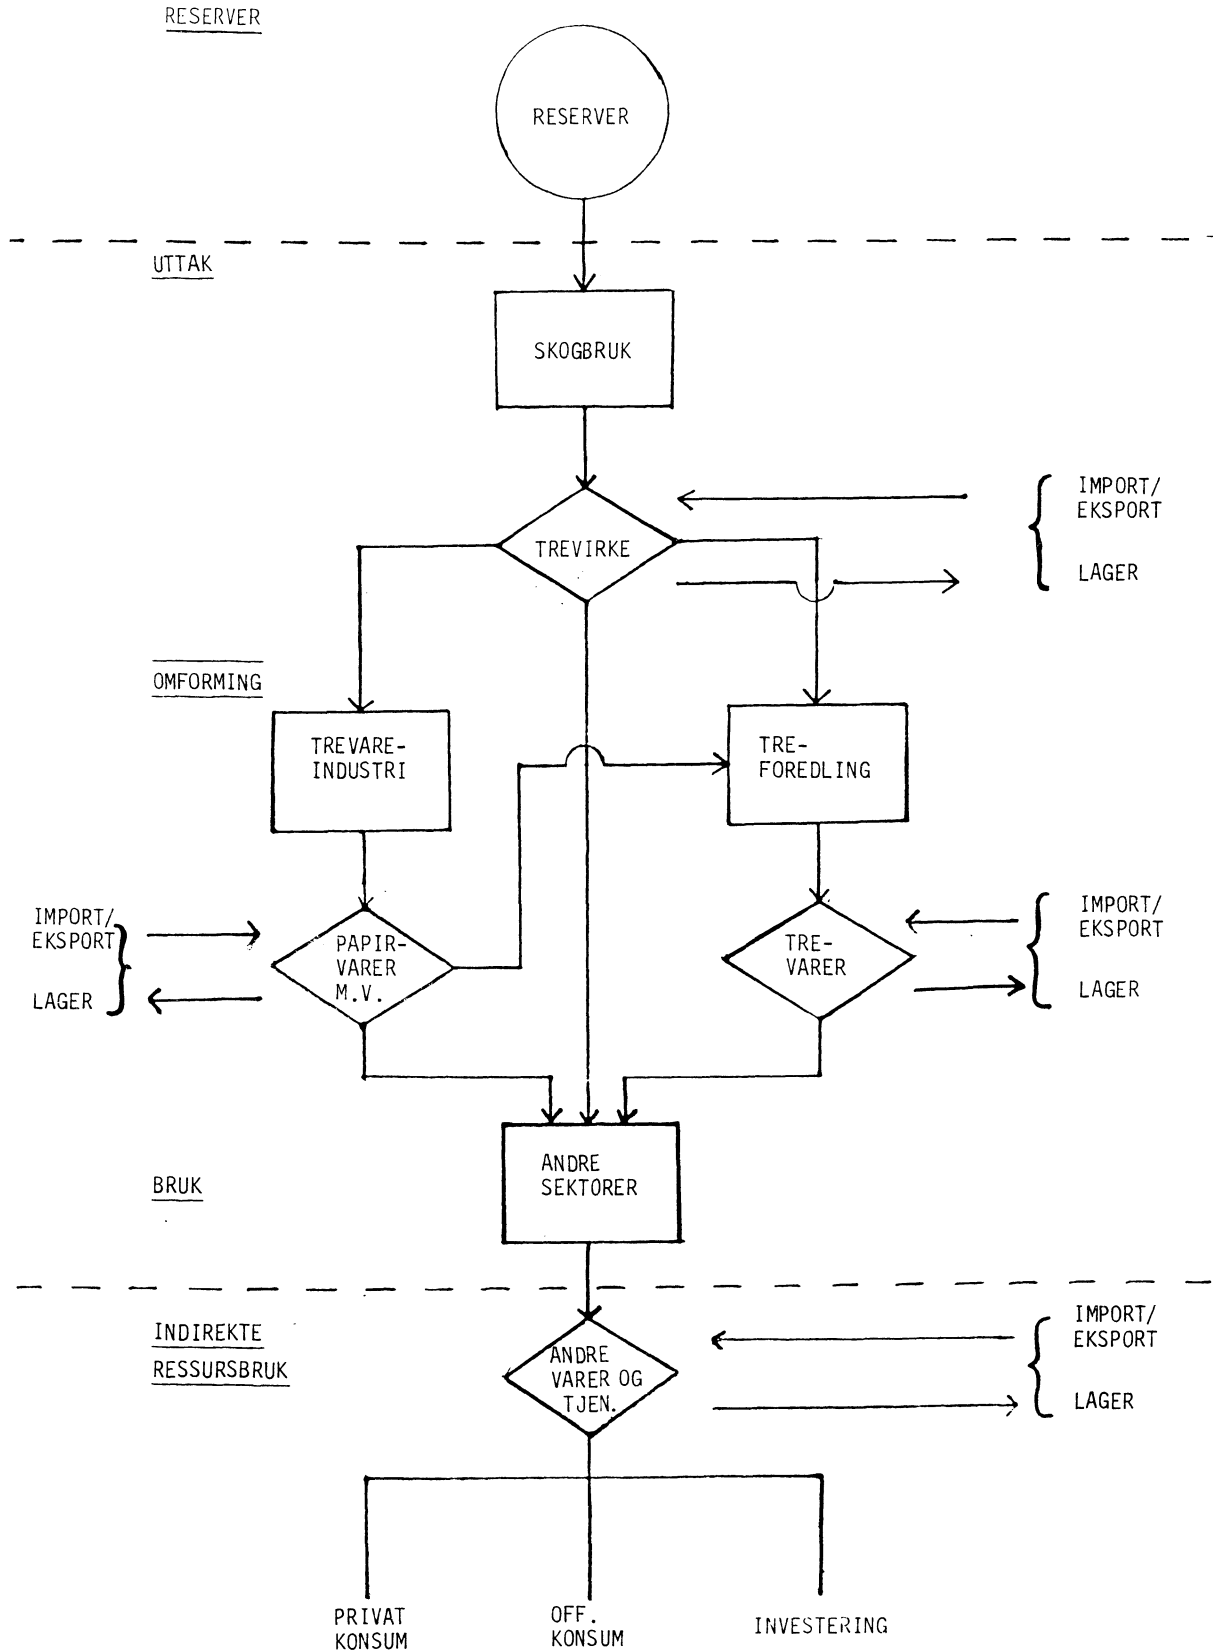 RESERVER
RESERVER
UTTAK
SKOGBRUK
IMPORT/
EKSPORT
TREVIRKE
LAGER
OMFORMING
TREVARE-
INDUSTRI
TRE-
FOREDLING
IMPORT/
EKSPORT
LAGER
PAPIR-
VARER
M.V.
TRE-
VARER
IMPORT/
EKSPORT
LAGER
ANDRE
SEKTORER
BRUK
INDIREKTE
RESSURSBRUK
ANDRE
VARER OG
TJEN.
IMPORT/
EKSPORT
LAGER
PRIVAT
KONSUM
OFF.
KONSUM
INVESTERING